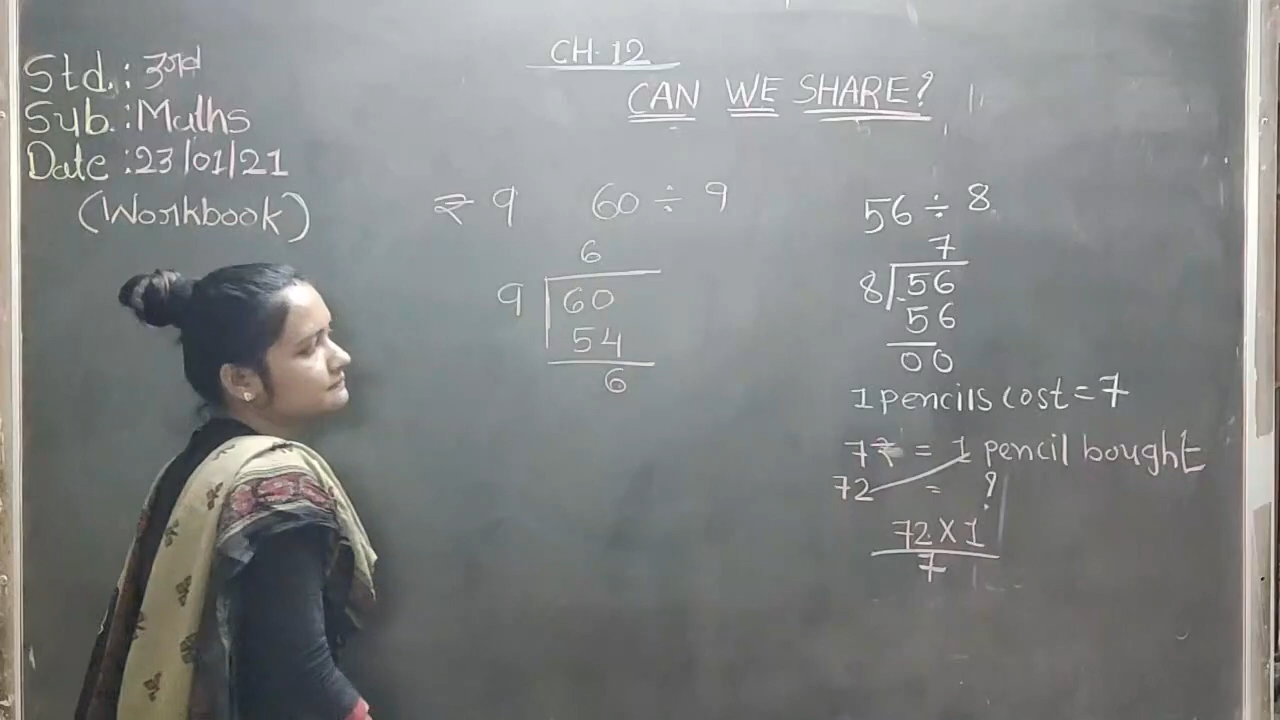 Std.: 3rd
Sub.: Maths
Date: 23/01/21
(Workbook)
CH-12
CAN WE SHARE?
₹ 9 60 ÷ 9
6
9 60
54
6
56 ÷ 8
7
8 56
56
00
1 pencils cost = 7
7₹ = 1 pencil bought
72 = ?
72 X 1
7